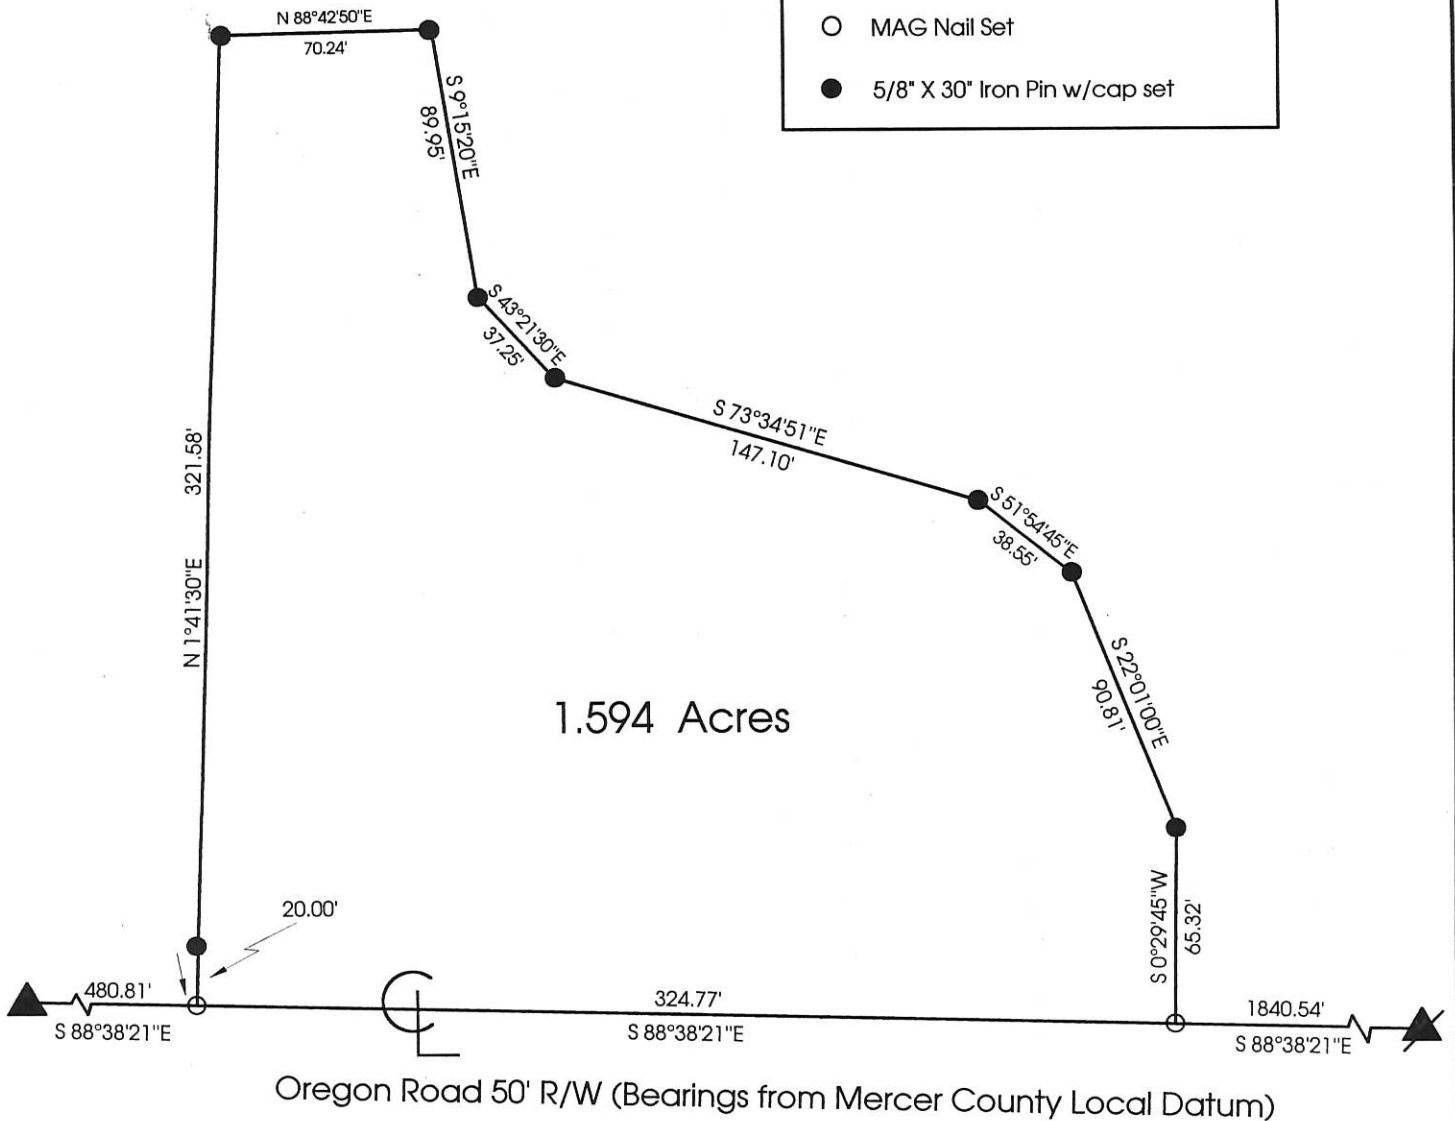 N 88°42'50"E
70.24'
MAG Nail Set
5/8" X 30" Iron Pin w/cap set
S 9°15'20"E
89.95'
S 43°21'30"E
37.25'
S 73°34'51"E
147.10'
S 51°54'45"E
38.55'
N 1°41'30"E 321.58'
S 22°01'00"E
90.81'
1.594 Acres
S 0°29'45"W
65.32'
20.00'
480.81'
S 88°38'21"E
324.77'
S 88°38'21"E
1840.54'
S 88°38'21"E
Oregon Road 50' R/W (Bearings from Mercer County Local Datum)